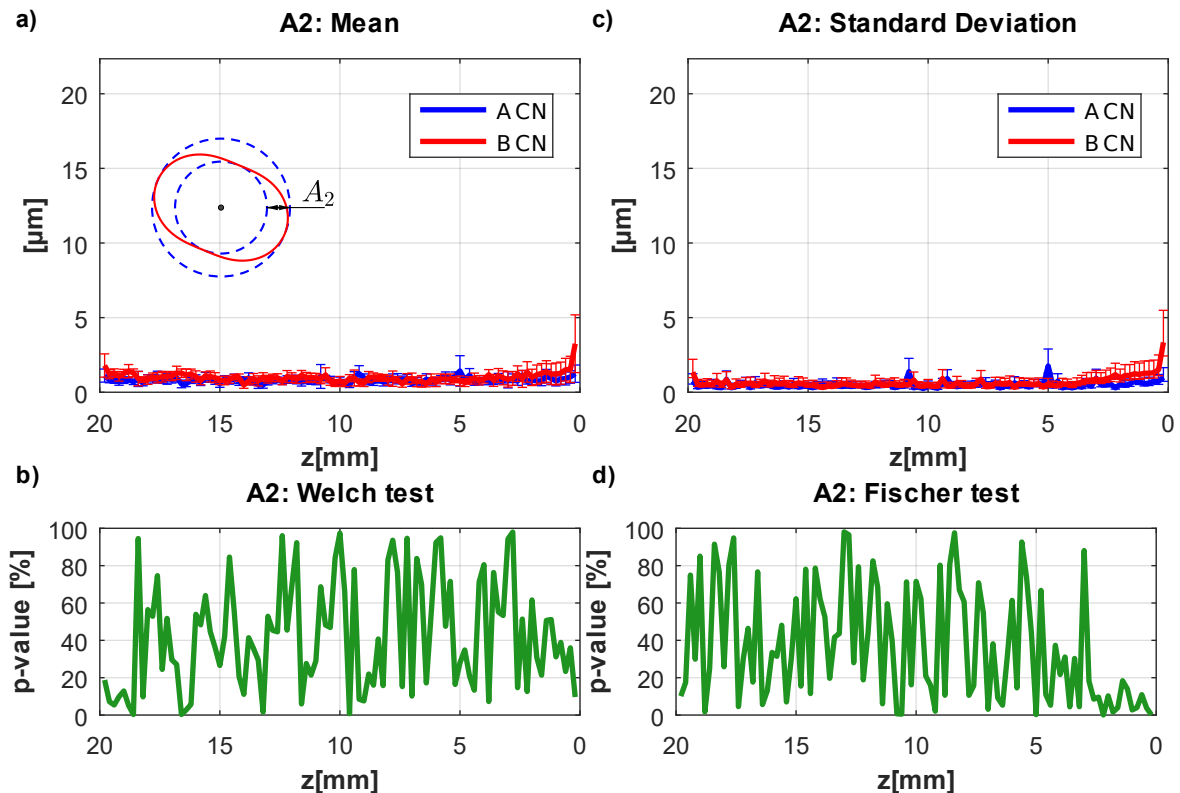 a)
A2: Mean
[µm]
20
15
10
5
0
A CN
B CN
A2
20
15
10
5
0
z[mm]
c)
A2: Standard Deviation
[µm]
20
15
10
5
0
A CN
B CN
20
15
10
5
0
z[mm]
b)
A2: Welch test
p-value [%]
100
80
60
40
20
0
20
15
10
5
0
z[mm]
d)
A2: Fischer test
p-value [%]
100
80
60
40
20
0
20
15
10
5
0
z[mm]